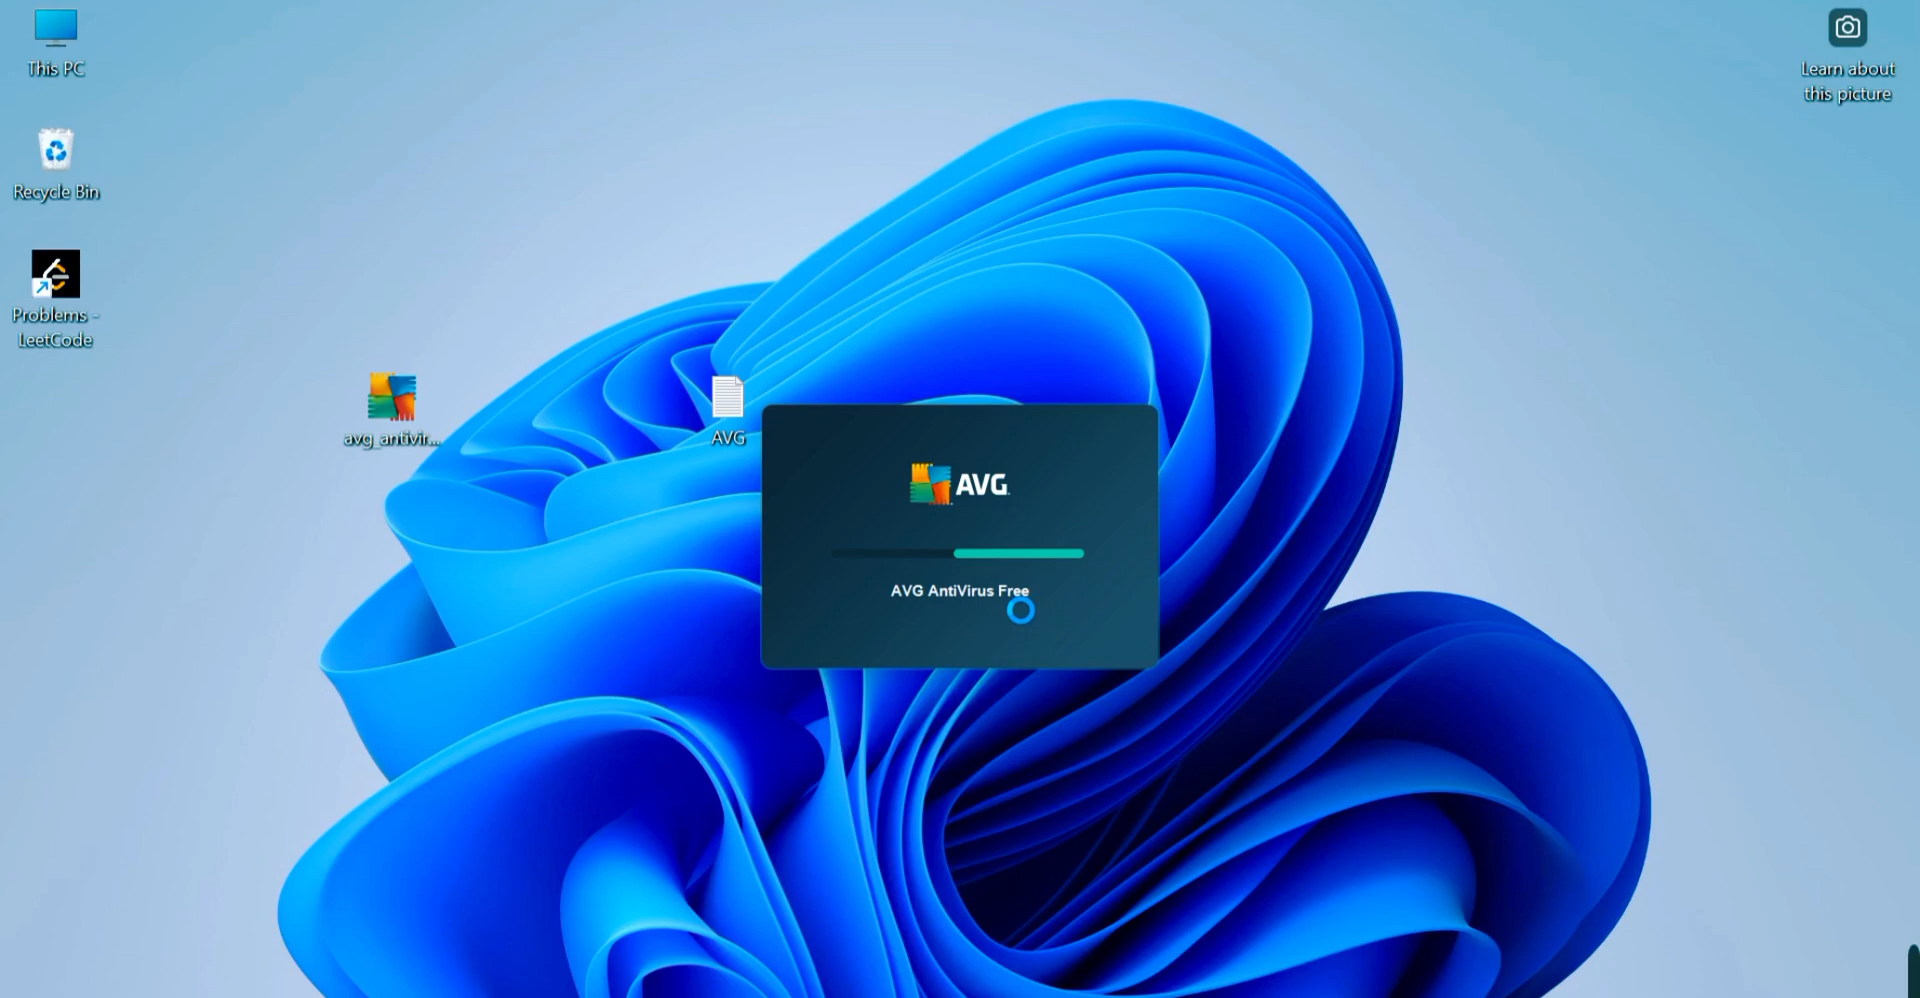 This PC
Recycle Bin
Problems -
LeetCode
avg_antivir...
AVG
AVG
AVG AntiVirus Free
Learn about
this picture